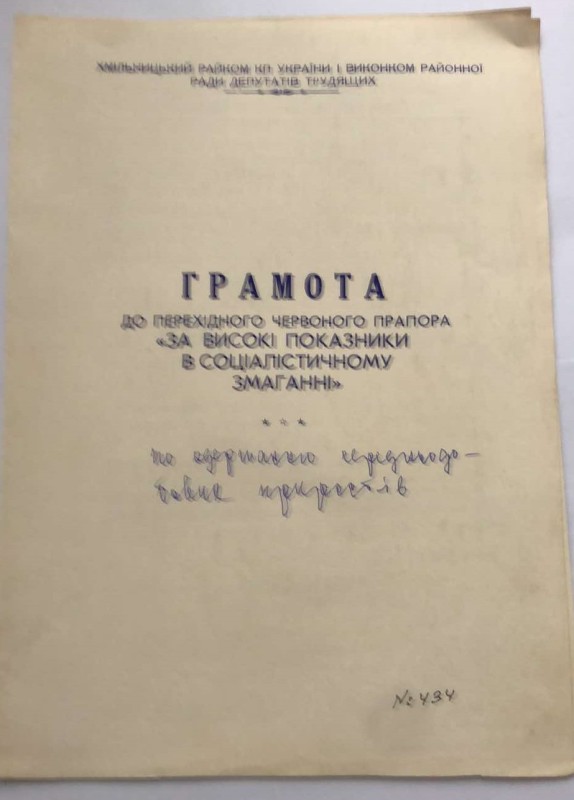 ХМІЛЬНИЦЬКИЙ РАЙКОМ КП УКРАЇНИ І ВИКОНКОМ РАЙОННОЇ
РАДИ ДЕПУТАТІВ ТРУДЯЩИХ
ГРАМОТА
ДО ПЕРЕХІДНОГО ЧЕРВОНОГО ПРАПОРА
«ЗА ВИСОКІ ПОКАЗНИКИ
В СОЦІАЛІСТИЧНОМУ
ЗМАГАННІ»
* * *
по одержанню середньодо-
бових приростів
№ 434